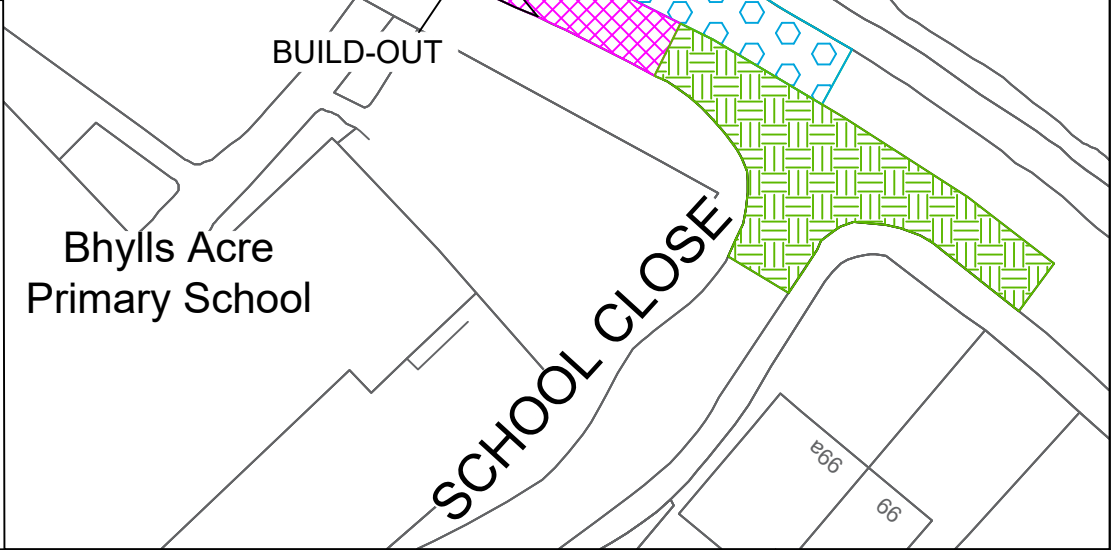 BUILD-OUT
Bhylls Acre
Primary School
SCHOOL CLOSE
99a
99